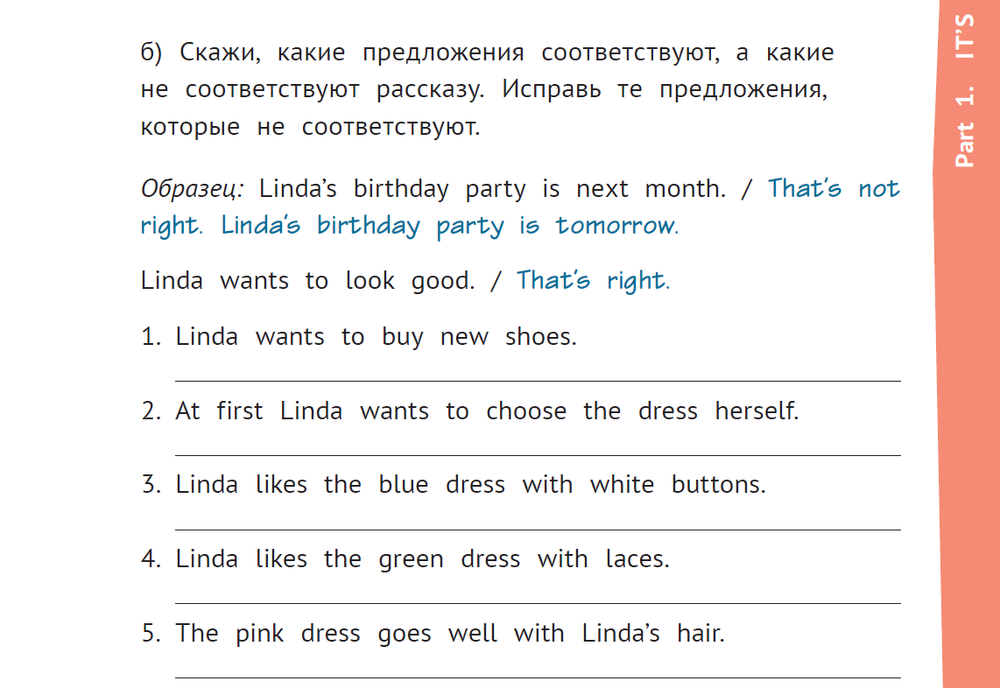 б) Скажи, какие предложения соответствуют, а какие
не соответствуют рассказу. Исправь те предложения,
которые не соответствуют.
Образец: Linda’s birthday party is next month. / That’s not
right. Linda’s birthday party is tomorrow.
Linda wants to look good. / That’s right.
1. Linda wants to buy new shoes.
2. At first Linda wants to choose the dress herself.
3. Linda likes the blue dress with white buttons.
4. Linda likes the green dress with laces.
5. The pink dress goes well with Linda’s hair.
Part 1. IT’S